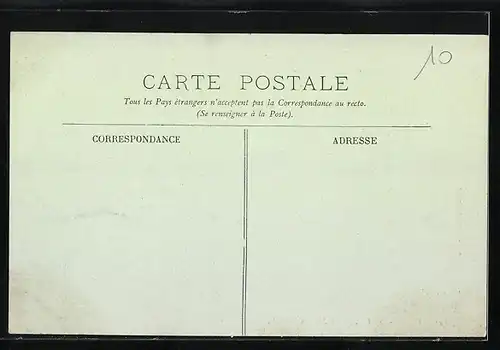 10
CARTE POSTALE
Tous les Pays étrangers n'acceptent pas la Correspondance au recto.
(Se renseigner à la Poste).
CORRESPONDANCE
ADRESSE